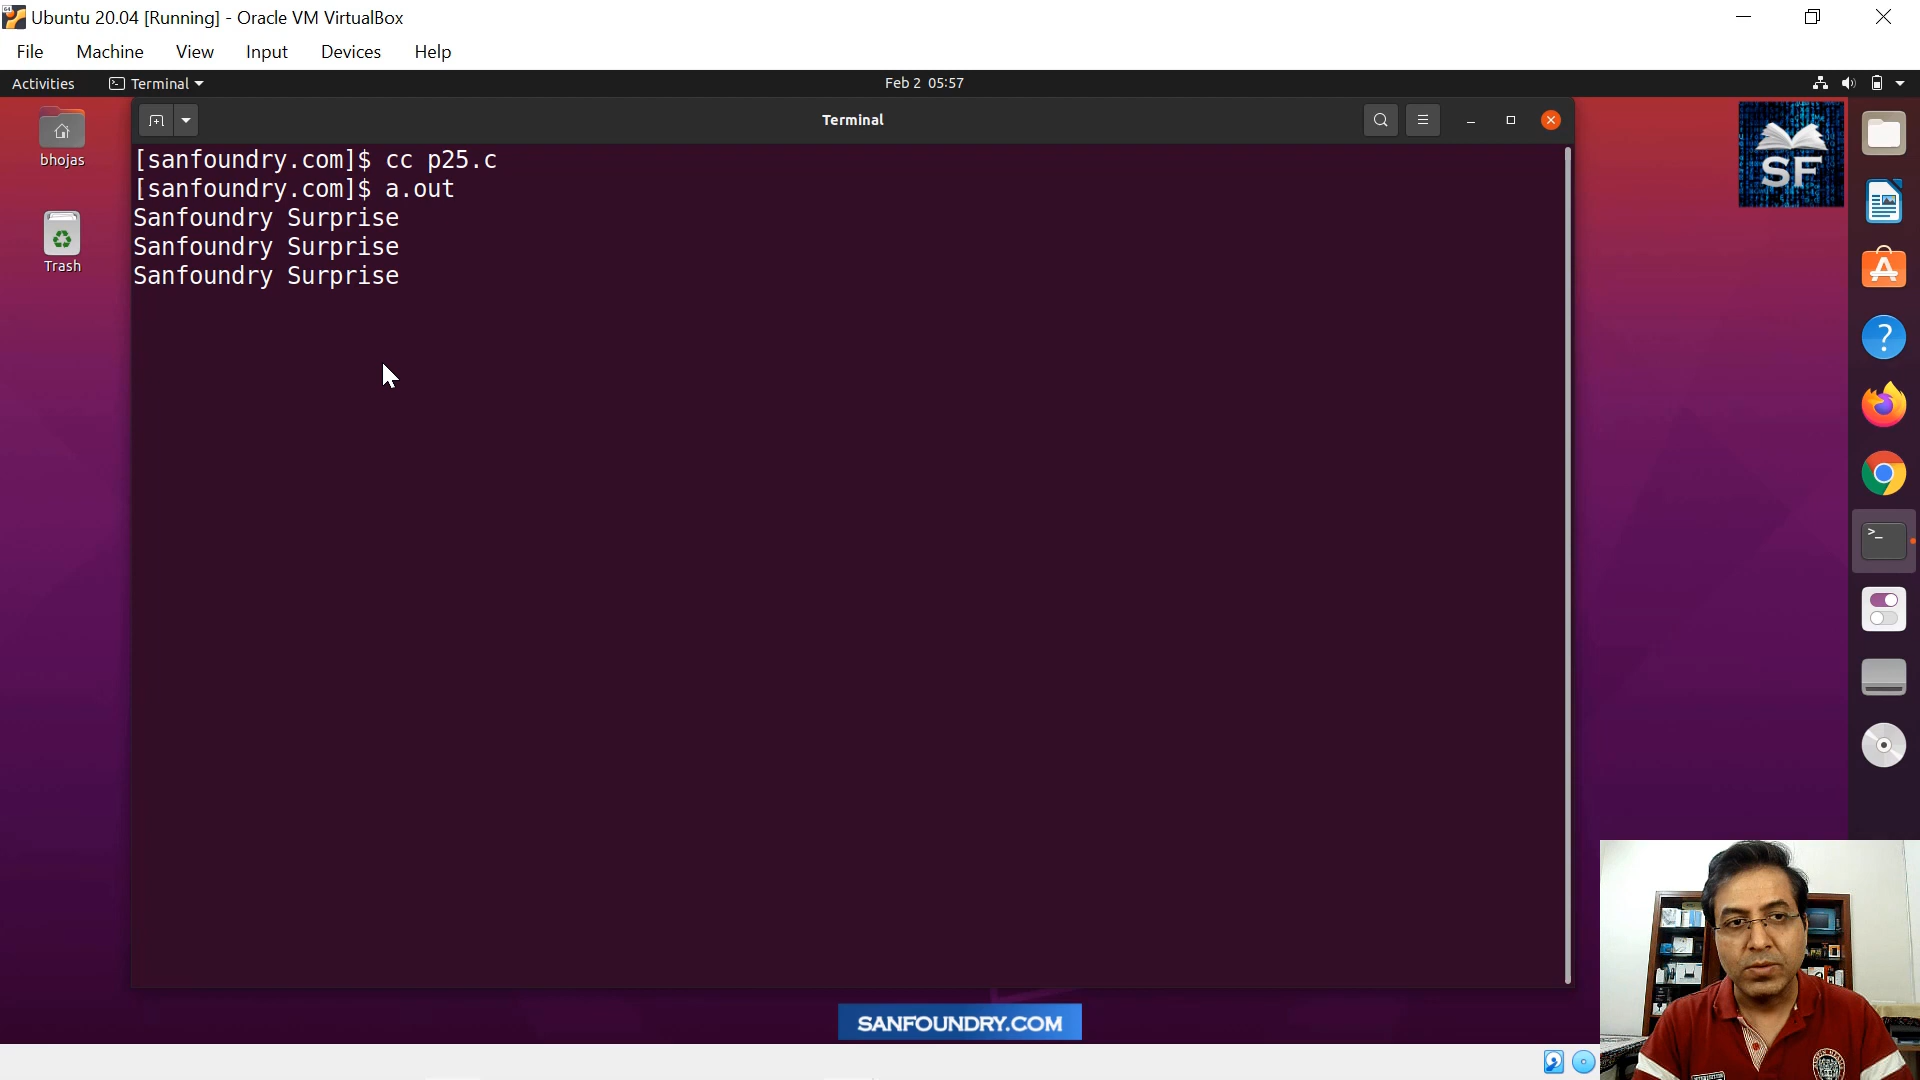 Ubuntu 20.04 [Running] - Oracle VM VirtualBox
File Machine View Input Devices Help
Activities Terminal Feb 2 05:57
bhojas
Trash
Terminal
[sanfoundry.com]$ cc p25.c
[sanfoundry.com]$ a.out
Sanfoundry Surprise
Sanfoundry Surprise
Sanfoundry Surprise
SF
SANFOUNDRY.COM